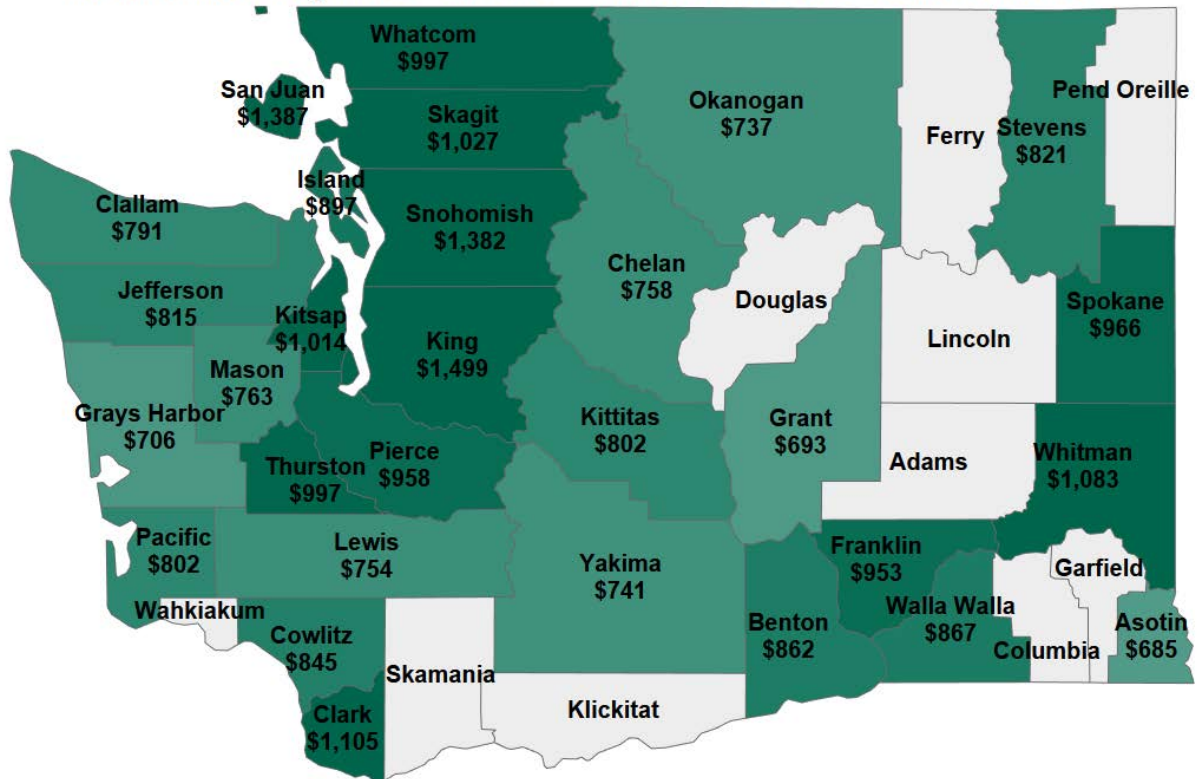 Whatcom
$997
San Juan
$1,387
Skagit
$1,027
Okanogan
$737
Ferry
Stevens
$821
Pend Oreille
Island
$897
Clallam
$791
Snohomish
$1,382
Chelan
$758
Douglas
Jefferson
$815
Kitsap
$1,014
King
$1,499
Lincoln
Spokane
$966
Mason
$763
Grays Harbor
$706
Kittitas
$802
Grant
$693
Thurston
$997
Pierce
$958
Adams
Whitman
$1,083
Pacific
$802
Lewis
$754
Yakima
$741
Franklin
$953
Garfield
Wahkiakum
Cowlitz
$845
Skamania
Benton
$862
Walla Walla
$867
Columbia
Asotin
$685
Clark
$1,105
Klickitat